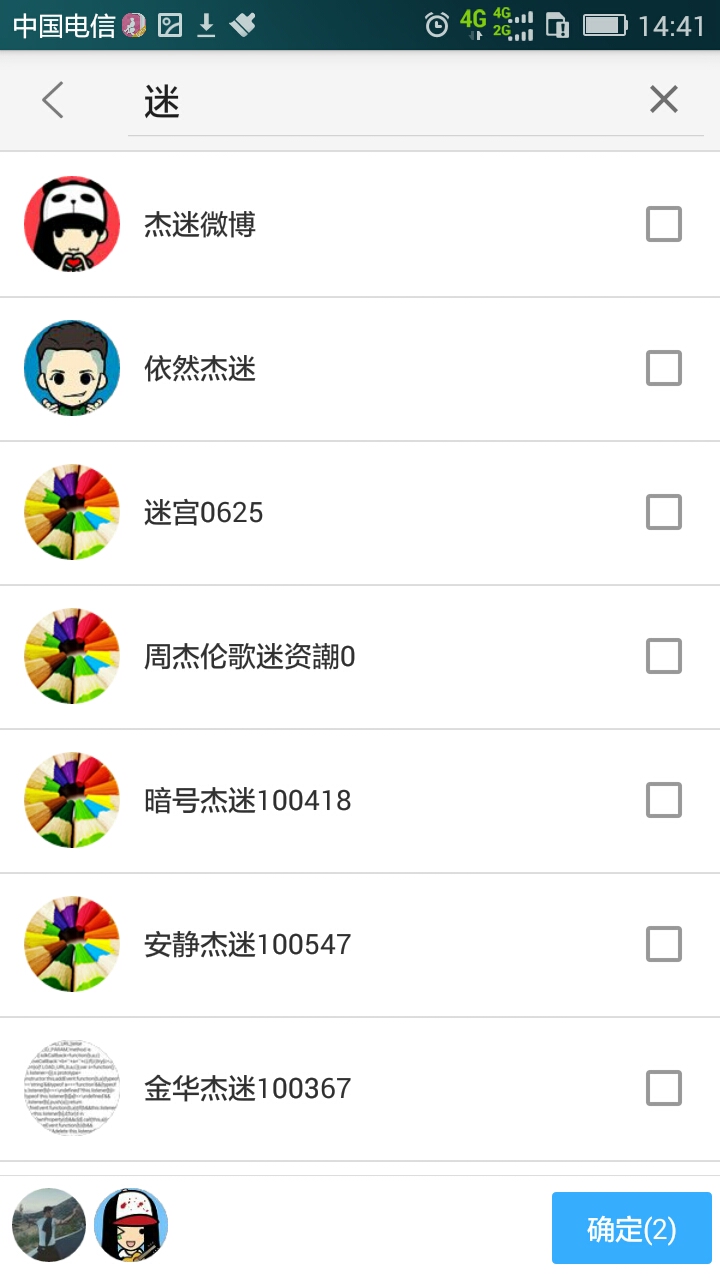 中国电信 4G 4G 2G 14:41
迷
杰迷微博
依然杰迷
迷宫0625
周杰伦歌迷资謿0
暗号杰迷100418
安静杰迷100547
金华杰迷100367
确定(2)